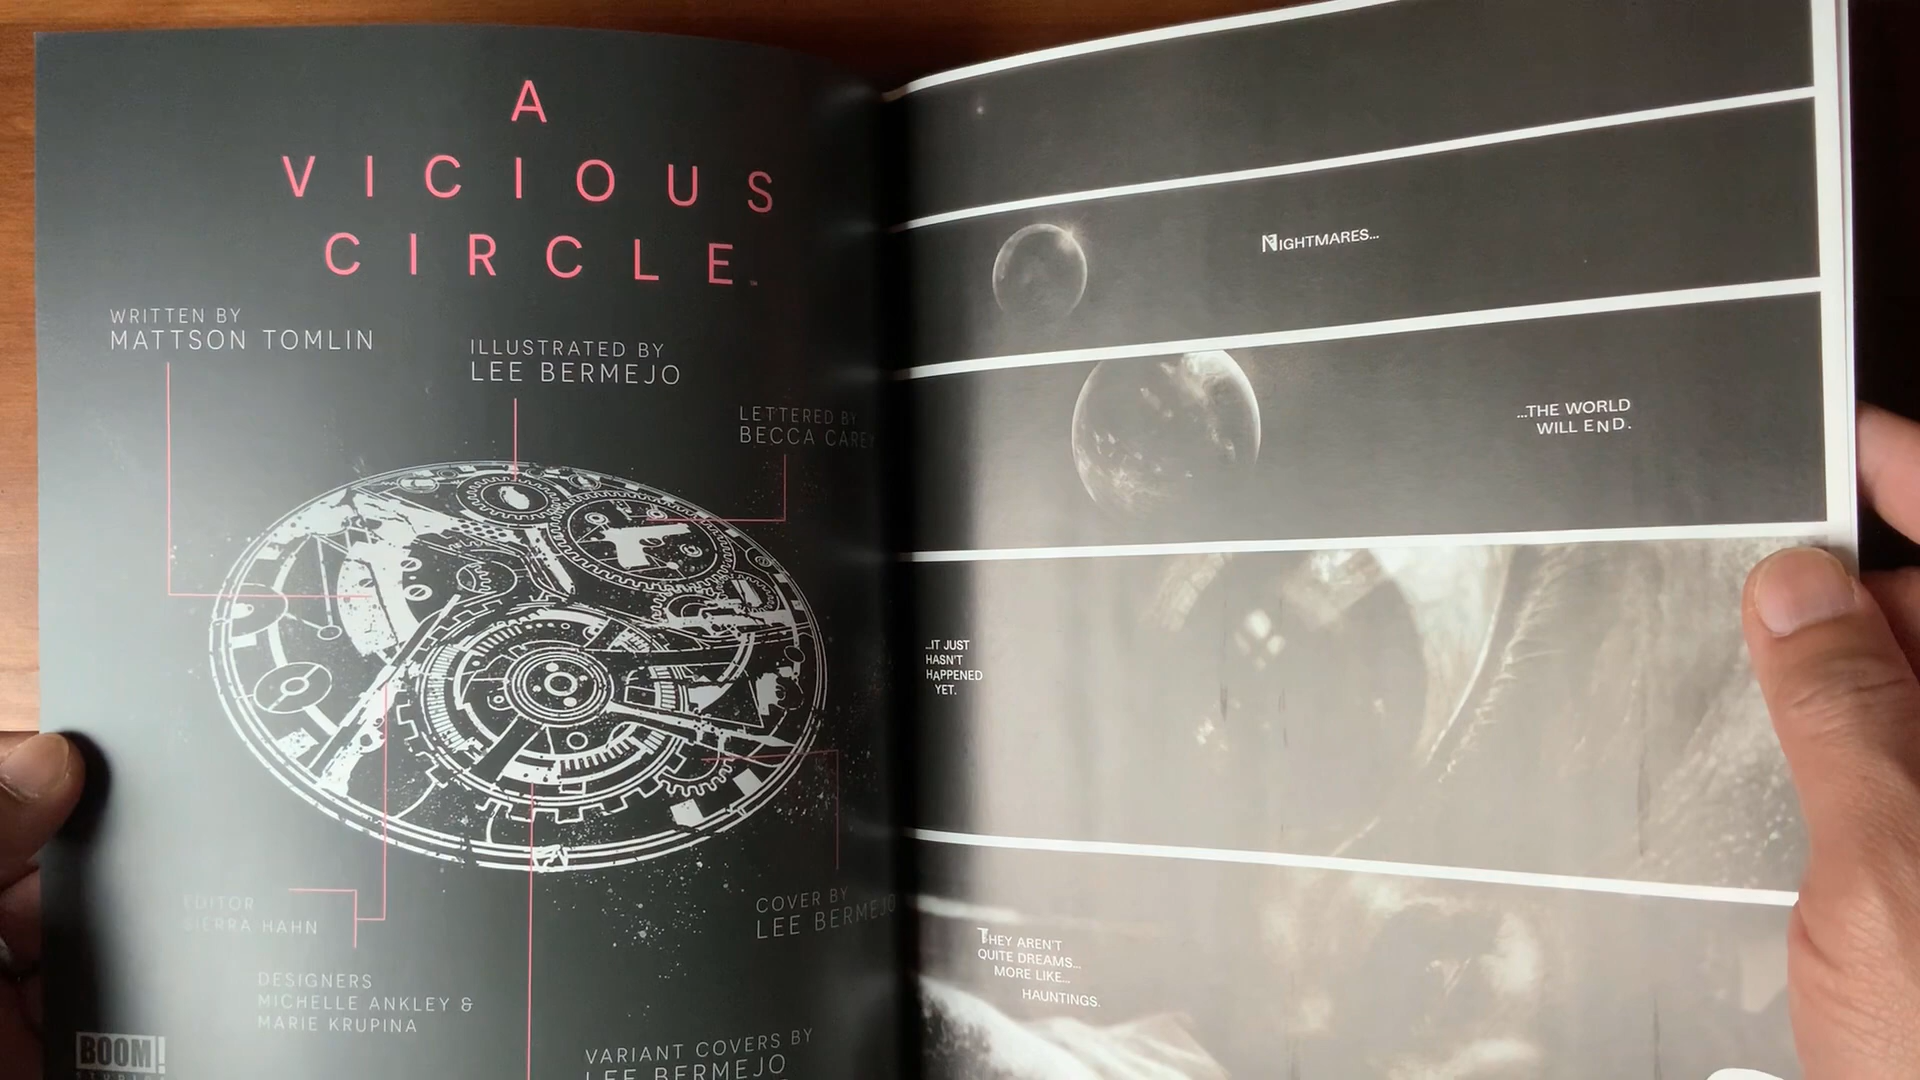 A
VICIOUS
CIRCLE™
WRITTEN BY
MATTSON TOMLIN
ILLUSTRATED BY
LEE BERMEJO
LETTERED BY
BECCA CAREY
EDITOR
SIERRA HAHN
DESIGNERS
MICHELLE ANKLEY &
MARIE KRUPINA
COVER BY
LEE BERMEJO
VARIANT COVERS BY
LEE BERMEJO
BOOM!
STUDIOS
NIGHTMARES...
...THE WORLD
WILL END.
...IT JUST
HASN'T
HAPPENED
YET.
THEY AREN'T
QUITE DREAMS...
MORE LIKE...
HAUNTINGS.